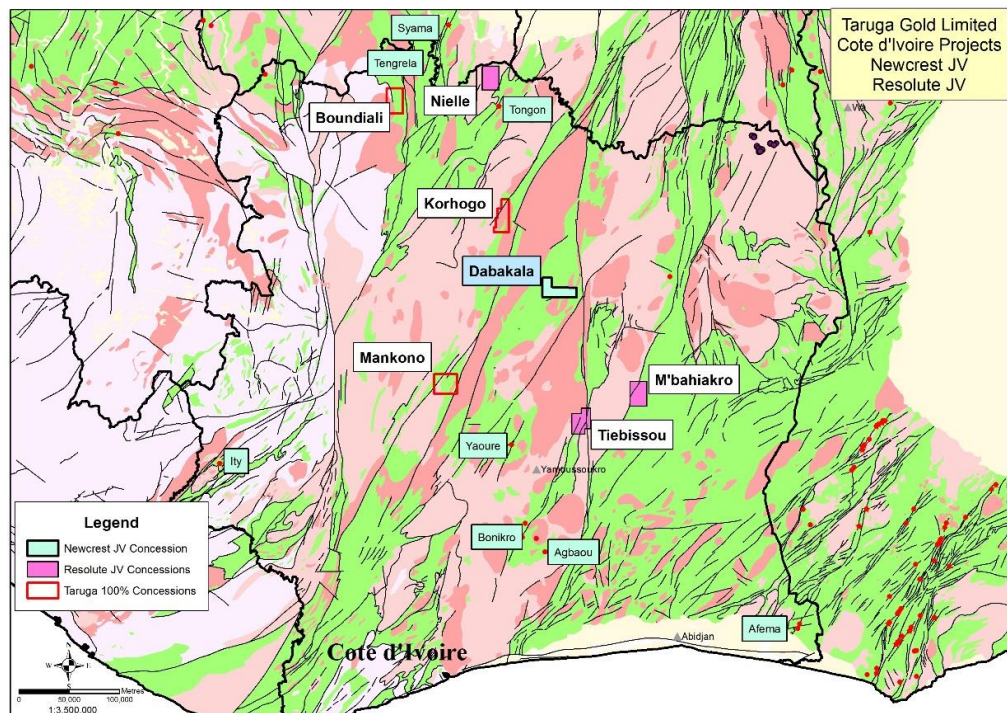 Taruga Gold Limited
Cote d'Ivoire Projects
Newcrest JV
Resolute JV
Syama
Tengrela
Nielle
Boundiali
Tongon
Wa
Korhogo
Dabakala
Mankono
M'bahiakro
Tiebissou
Yaoure
Ity
Yamoussoukro
Legend
Newcrest JV Concession
Resolute JV Concessions
Taruga 100% Concessions
Bonikro
Agbaou
Afema
Abidjan
Coté d'Ivoire
N
W
E
S
Metres
0 50,000 100,000
1:3,500,000